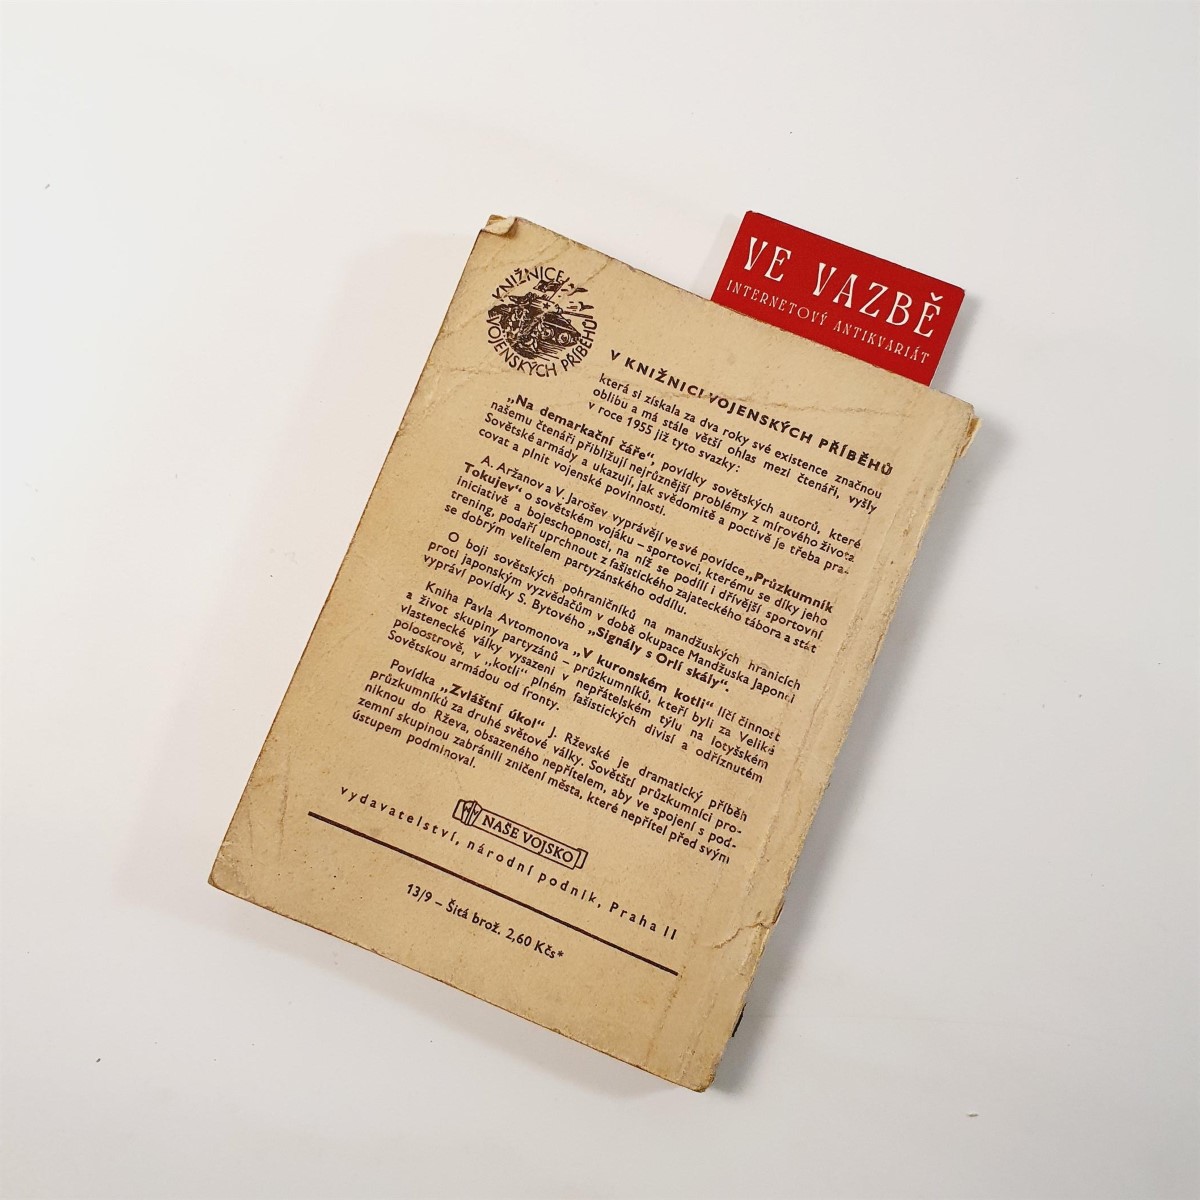 VE VAZBĚ
INTERNETOVÝ ANTIKVARIÁT
KNIŽNICE
VOJENSKÝCH PŘÍBĚHŮ
V KNIŽNICI VOJENSKÝCH PŘÍBĚHŮ
která si získala za dva roky své existence značnou
oblibu a má stále větší ohlas mezi čtenáři, vyšly
v roce 1955 již tyto svazky:
„Na demarkační čáře“, povídky sovětských autorů, které
našemu čtenáři přibližují nejrůznější problémy z mírového života
Sovětské armády a ukazují, jak svědomitě a poctivě je třeba pra-
covat a plnit vojenské povinnosti.
A. Aržanov a V. Jarošev vyprávějí ve své povídce „Průzkumník
Tokujev“ o sovětském vojáku – sportovci, kterému se díky jeho
iniciativě a bojeschopnosti, na níž se podílí i dřívější sportovní
trening, podaří uprchnout z fašistického zajateckého tábora a stát
se dobrým velitelem partyzánského oddílu.
O boji sovětských pohraničníků na mandžuských hranicích
proti japonským vyzvědačům v době okupace Mandžuska Japonci
vypráví povídky S. Bytového „Signály s Orlí skály“.
Kniha Pavla Avtomonova „V kuronském kotli“ líčí činnost
a život skupiny partyzánů – průzkumníků, kteří byli za Veliké
vlastenecké války vysazeni v nepřátelském týlu na lotyšském
poloostrově, v „kotli“ plném fašistických divisí a odříznutém
Sovětskou armádou od fronty.
Povídka „Zvláštní úkol“ J. Rževské je dramatický příběh
průzkumníků za druhé světové války. Sovětští průzkumníci pro-
niknou do Rževa, obsazeného nepřítelem, aby ve spojení s pod-
zemní skupinou zabránili zničení města, které nepřítel před svým
ústupem podminoval.
NAŠE VOJSKO
vydavatelství, národní podnik, Praha II
13/9 – Šitá brož. 2,60 Kčs*